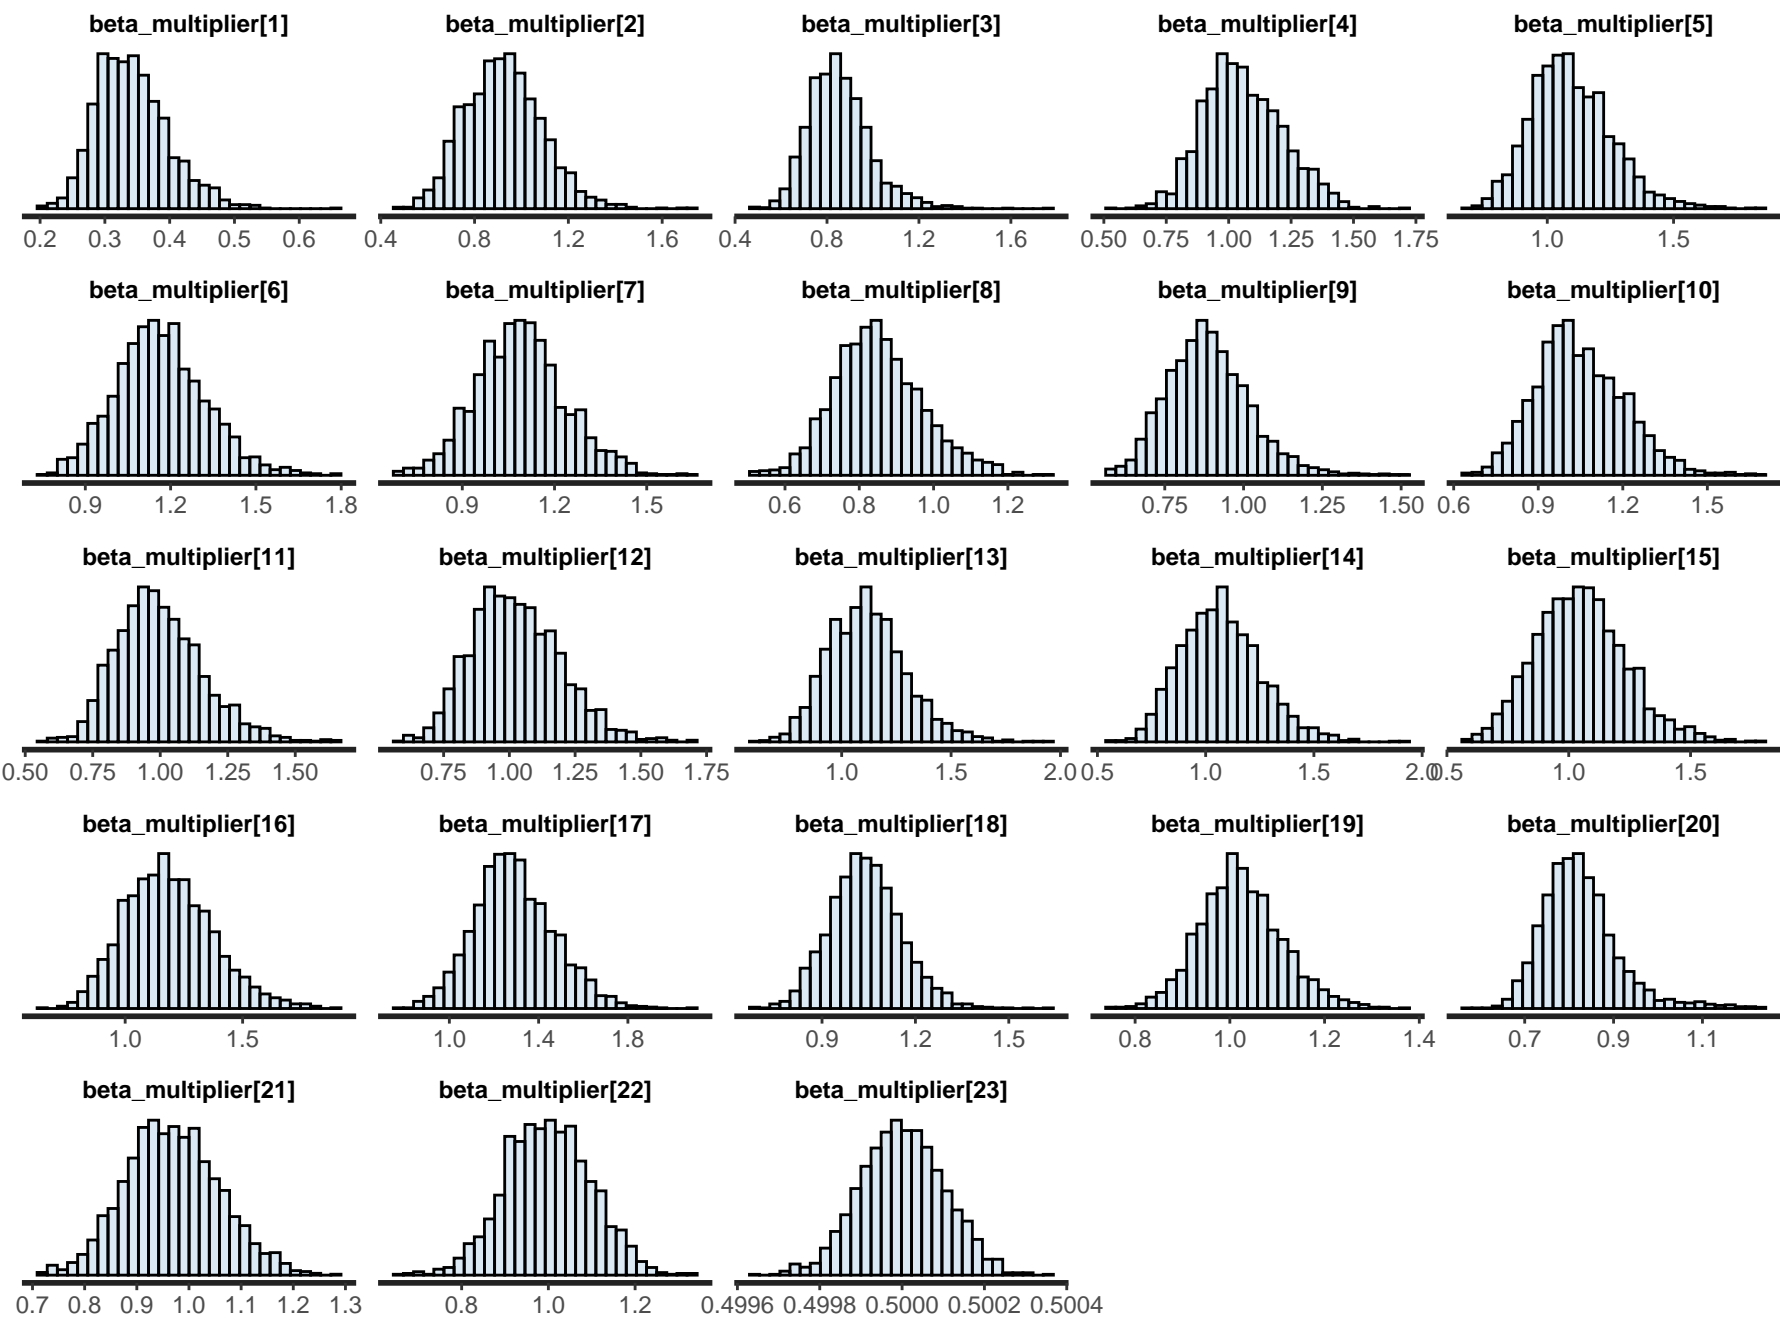 beta_multiplier[1] beta_multiplier[2] beta_multiplier[3] beta_multiplier[4] beta_multiplier[5]
0.2 0.3 0.4 0.5 0.6 0.4 0.8 1.2 1.6 0.4 0.8 1.2 1.6 0.50 0.75 1.00 1.25 1.50 1.75 1.0 1.5
beta_multiplier[6] beta_multiplier[7] beta_multiplier[8] beta_multiplier[9] beta_multiplier[10]
0.9 1.2 1.5 1.8 0.9 1.2 1.5 0.6 0.8 1.0 1.2 0.75 1.00 1.25 1.50 0.6 0.9 1.2 1.5
beta_multiplier[11] beta_multiplier[12] beta_multiplier[13] beta_multiplier[14] beta_multiplier[15]
0.50 0.75 1.00 1.25 1.50 0.75 1.00 1.25 1.50 1.75 1.0 1.5 2.0 0.5 1.0 1.5 2.0 0.5 1.0 1.5
beta_multiplier[16] beta_multiplier[17] beta_multiplier[18] beta_multiplier[19] beta_multiplier[20]
1.0 1.5 1.0 1.4 1.8 0.9 1.2 1.5 0.8 1.0 1.2 1.4 0.7 0.9 1.1
beta_multiplier[21] beta_multiplier[22] beta_multiplier[23]
0.7 0.8 0.9 1.0 1.1 1.2 1.3 0.8 1.0 1.2 0.4996 0.4998 0.5000 0.5002 0.5004